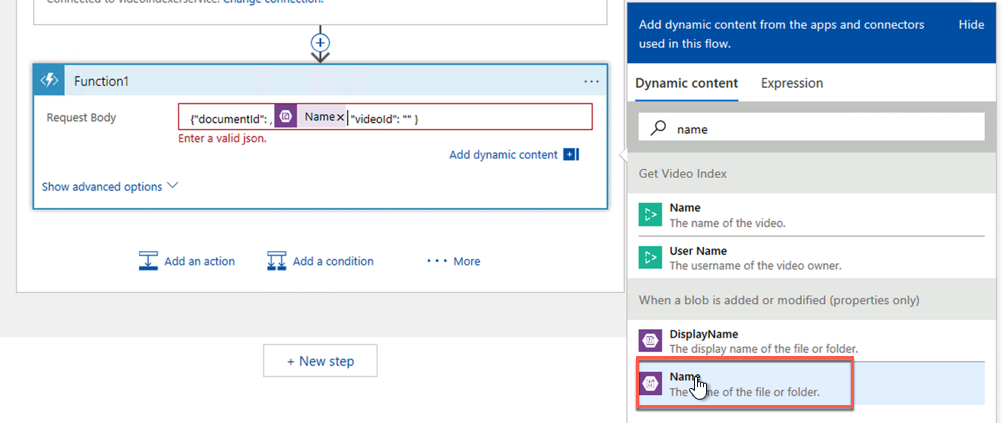 Connected to videoindexerservice. Change connection.
Function1
...
Request Body
{"documentId": , Name × "videoId": "" }
Enter a valid json.
Add dynamic content
Show advanced options
Add an action
Add a condition
... More
+ New step
Add dynamic content from the apps and connectors
used in this flow.
Hide
Dynamic content
Expression
name
Get Video Index
Name
The name of the video.
User Name
The username of the video owner.
When a blob is added or modified (properties only)
DisplayName
The display name of the file or folder.
Name
The name of the file or folder.